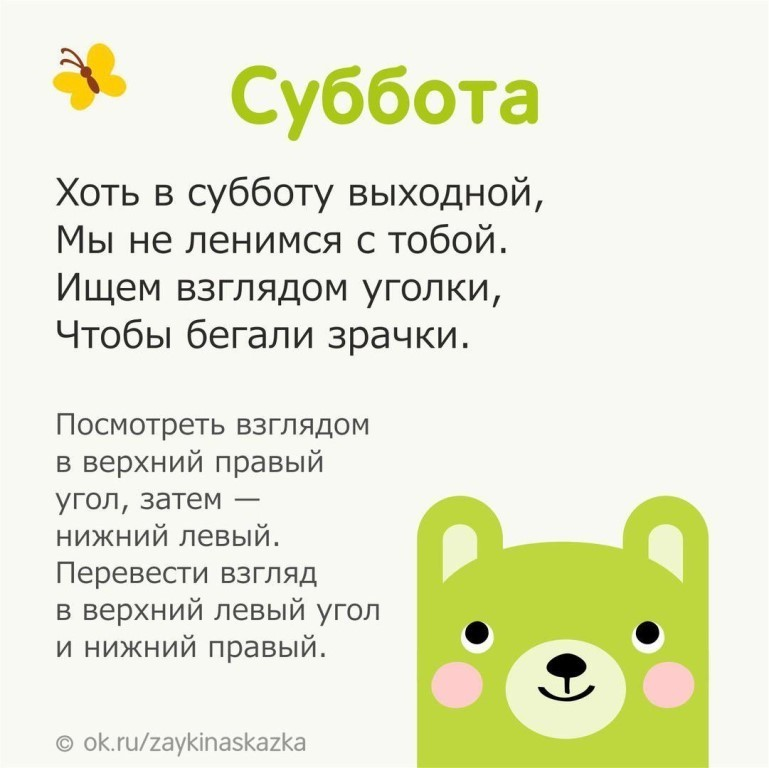 Суббота
Хоть в субботу выходной,
Мы не ленимся с тобой.
Ищем взглядом уголки,
Чтобы бегали зрачки.
Посмотреть взглядом
в верхний правый
угол, затем —
нижний левый.
Перевести взгляд
в верхний левый угол
и нижний правый.
© ok.ru/zaykinaskazka